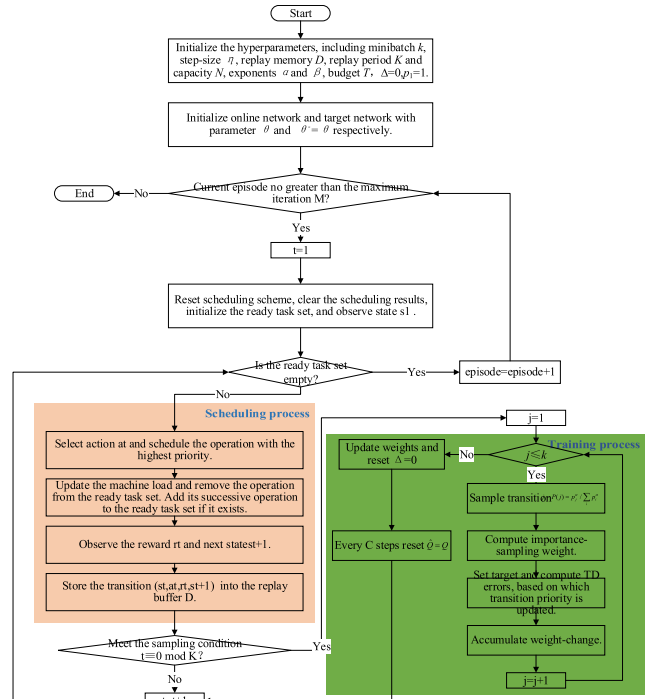 Start
Initialize the hyperparameters, including minibatch k,
step-size η, replay memory D, replay period K and
capacity N, exponents α and β, budget T, Δ=0,p₁=1.
Initialize online network and target network with
parameter θ and θ⁻= θ respectively.
Current episode no greater than the maximum
iteration M?
No
End
Yes
t=1
Reset scheduling scheme, clear the scheduling results,
initialize the ready task set, and observe state s1 .
Is the ready task set
empty?
Yes
episode=episode+1
No
Scheduling process
Select action at and schedule the operation with the
highest priority.
Update the machine load and remove the operation
from the ready task set. Add its successive operation
to the ready task set if it exists.
Observe the reward rt and next statest+1.
Store the transition (st,at,rt,st+1) into the replay
buffer D.
Meet the sampling condition
t≡0 mod K?
Yes
No
j=1
Training process
j≤k
No
Update weights and
reset Δ=0
Every C steps reset Q̂ = Q
Yes
Sample transition
Compute importance-
sampling weight.
Set target and compute TD
errors, based on which
transition priority is
updated.
Accumulate weight-change.
j=j+1